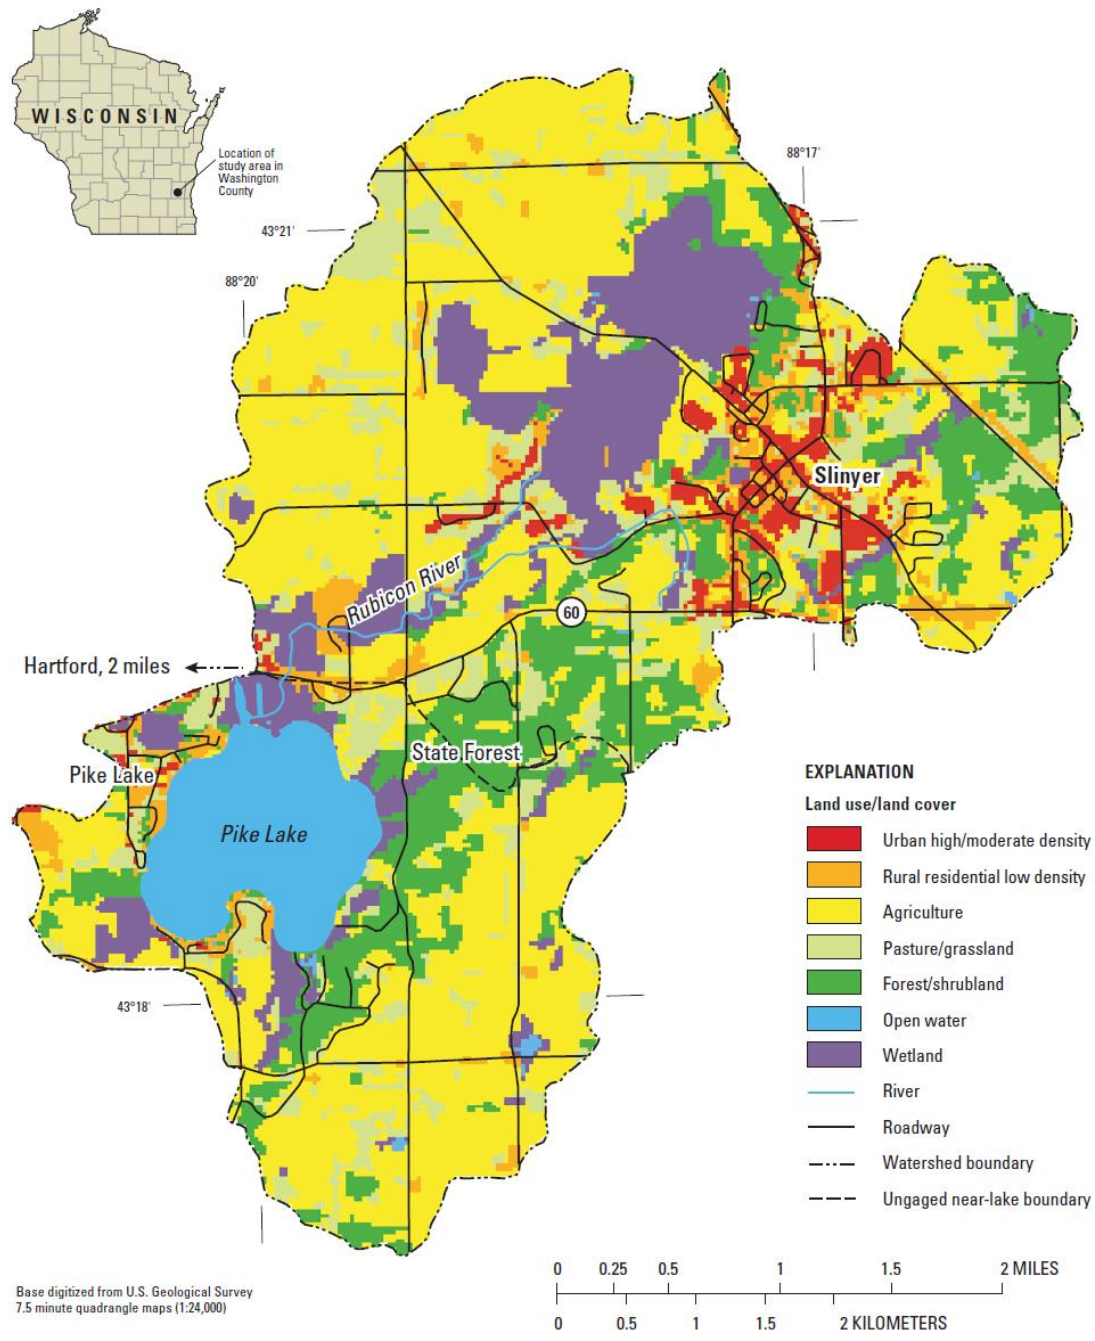 WISCONSIN
Location of
study area in
Washington
County
88°17'
43°21'
88°20'
Slinyer
Rubicon River
60
Hartford, 2 miles
State Forest
Pike Lake
Pike Lake
43°18'
EXPLANATION
Land use/land cover
Urban high/moderate density
Rural residential low density
Agriculture
Pasture/grassland
Forest/shrubland
Open water
Wetland
River
Roadway
Watershed boundary
Ungaged near-lake boundary
0 0.25 0.5 1 1.5 2 MILES
0 0.5 1 1.5 2 KILOMETERS
Base digitized from U.S. Geological Survey
7.5 minute quadrangle maps (1:24,000)